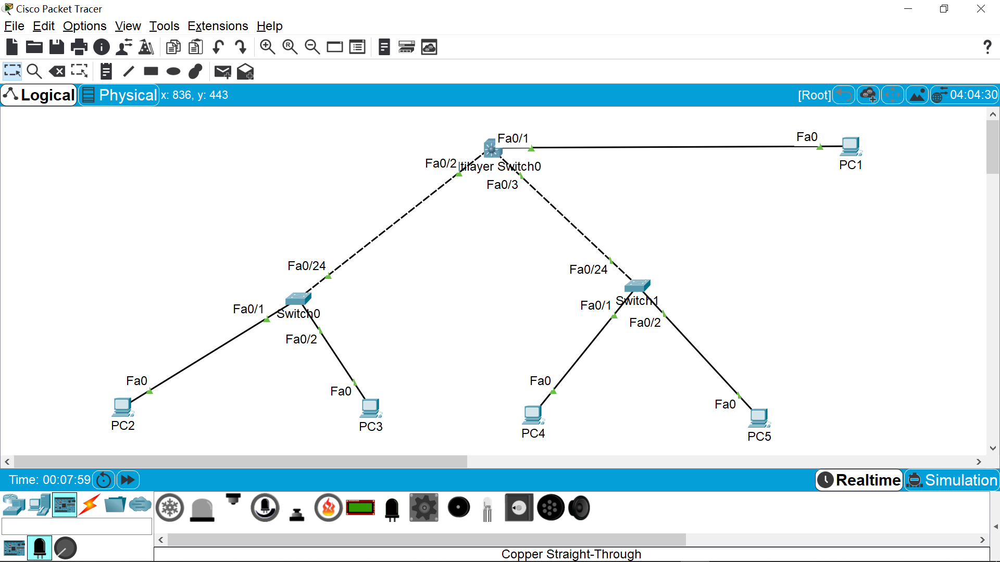 Cisco Packet Tracer
File Edit Options View Tools Extensions Help
Logical Physical x: 836, y: 443 [Root] 04:04:30
Fa0/1
Fa0
PC1
Fa0/2
ltilayer Switch0
Fa0/3
Fa0/24
Fa0/24
Fa0/1
Switch0
Fa0/2
Fa0/1
Switch1
Fa0/2
Fa0
PC2
Fa0
PC3
Fa0
PC4
Fa0
PC5
Time: 00:07:59
Realtime Simulation
Copper Straight-Through